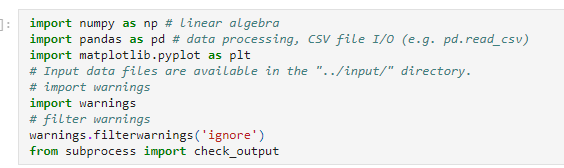 ]:
import numpy as np # linear algebra
import pandas as pd # data processing, CSV file I/O (e.g. pd.read_csv)
import matplotlib.pyplot as plt
# Input data files are available in the "../input/" directory.
# import warnings
import warnings
# filter warnings
warnings.filterwarnings('ignore')
from subprocess import check_output